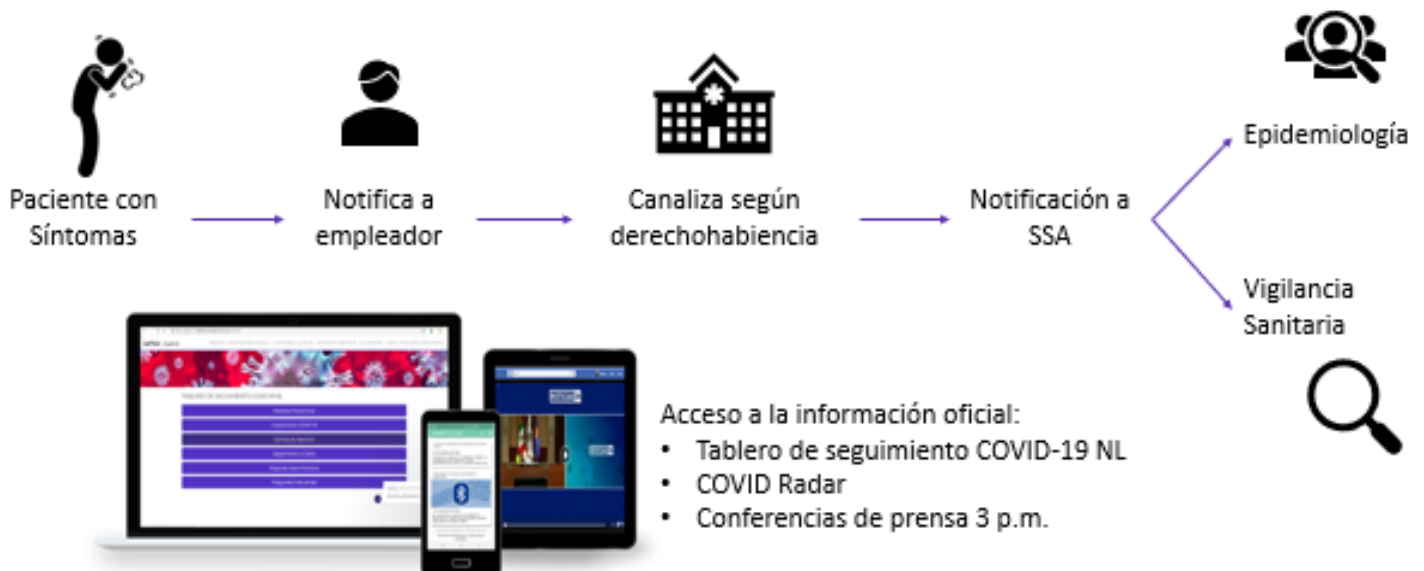 Paciente con
Síntomas
Notifica a
empleador
Canaliza según
derechohabiencia
Notificación a
SSA
Epidemiología
Vigilancia
Sanitaria
Acceso a la información oficial:
• Tablero de seguimiento COVID-19 NL
• COVID Radar
• Conferencias de prensa 3 p.m.